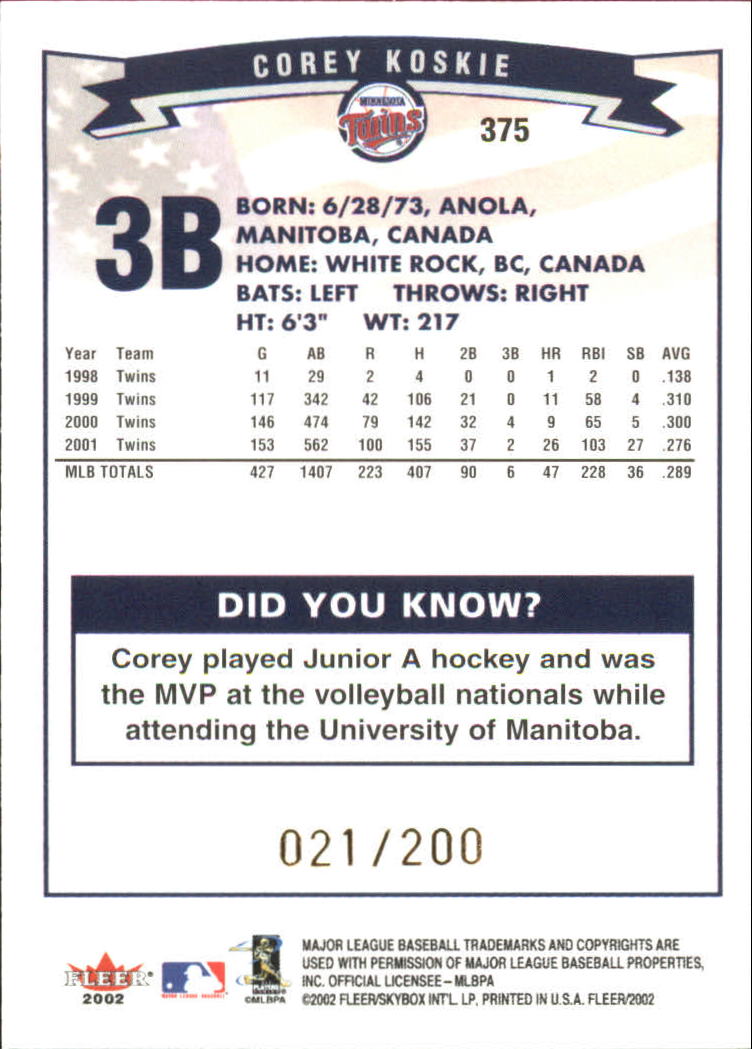 COREY KOSKIE
MINNESOTA
Twins
375
3B
BORN: 6/28/73, ANOLA,
MANITOBA, CANADA
HOME: WHITE ROCK, BC, CANADA
BATS: LEFT THROWS: RIGHT
HT: 6'3" WT: 217
Year Team G AB R H 2B 3B HR RBI SB AVG
1998 Twins 11 29 2 4 0 0 1 2 0 .138
1999 Twins 117 342 42 106 21 0 11 58 4 .310
2000 Twins 146 474 79 142 32 4 9 65 5 .300
2001 Twins 153 562 100 155 37 2 26 103 27 .276
MLB TOTALS 427 1407 223 407 90 6 47 228 36 .289
DID YOU KNOW?
Corey played Junior A hockey and was
the MVP at the volleyball nationals while
attending the University of Manitoba.
021/200
FLEER
2002
MAJOR LEAGUE BASEBALL
PLAYERS
©MLBPA
MAJOR LEAGUE BASEBALL TRADEMARKS AND COPYRIGHTS ARE
USED WITH PERMISSION OF MAJOR LEAGUE BASEBALL PROPERTIES,
INC. OFFICIAL LICENSEE – MLBPA
©2002 FLEER/SKYBOX INT'L. LP, PRINTED IN U.S.A. FLEER/2002